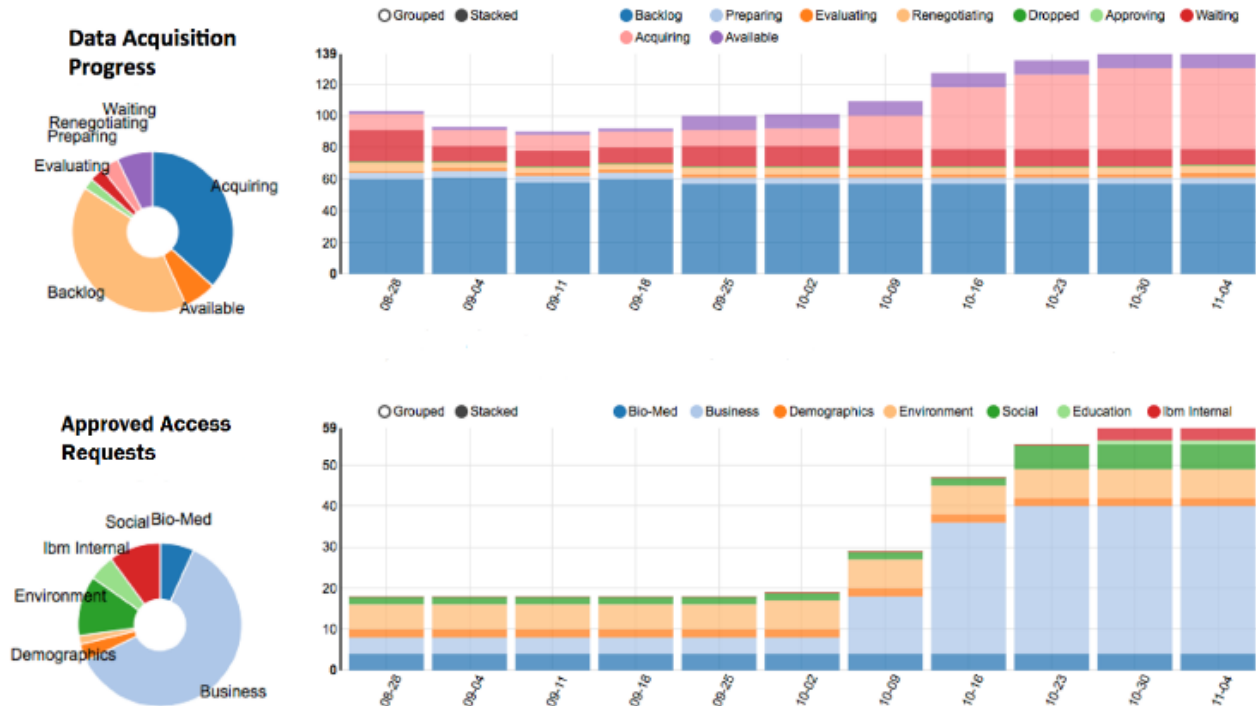 Data Acquisition
Progress
Grouped Stacked
Backlog Preparing Evaluating Renegotiating Dropped Approving Waiting
Acquiring Available
Waiting
Renegotiating
Preparing
Evaluating
Acquiring
Backlog
Available
139
120
100
80
60
40
20
0
08-28 09-04 09-11 09-18 09-25 10-02 10-09 10-16 10-23 10-30 11-04
Approved Access
Requests
Grouped Stacked
Bio-Med Business Demographics Environment Social Education Ibm Internal
Social Bio-Med
Ibm Internal
Environment
Demographics
Business
59
50
40
30
20
10
0
08-28 09-04 09-11 09-18 09-25 10-02 10-09 10-16 10-23 10-30 11-04